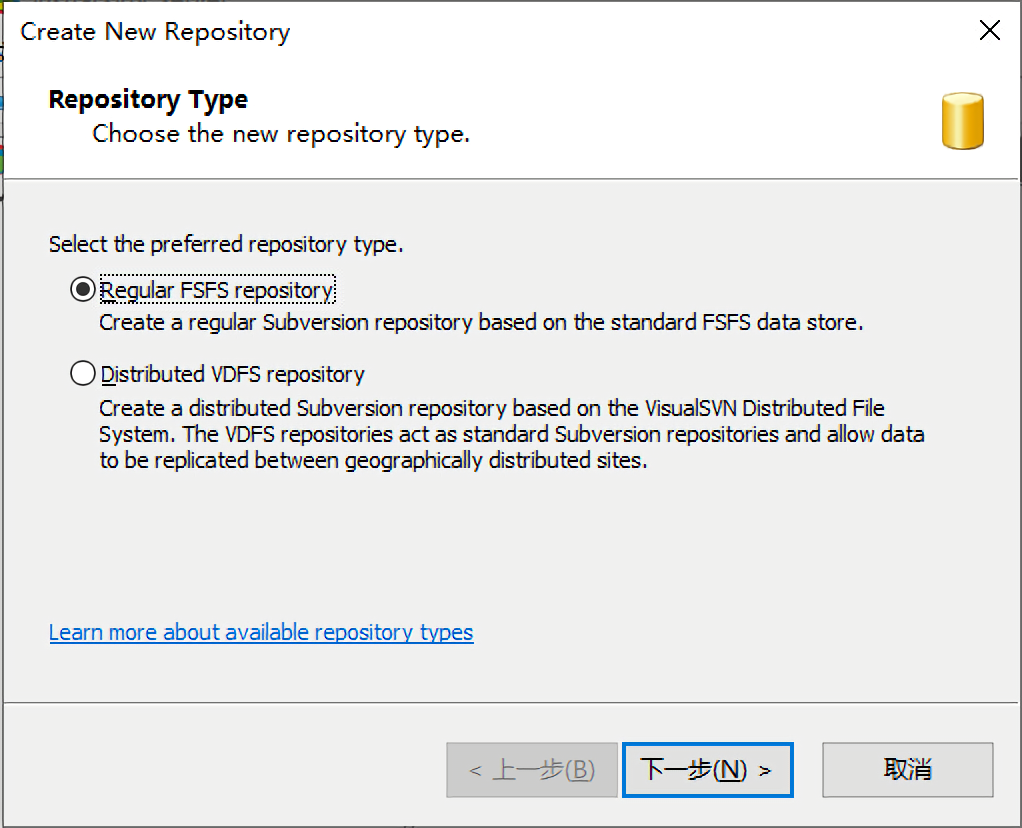 Create New Repository
Repository Type
Choose the new repository type.
Select the preferred repository type.
Regular FSFS repository
Create a regular Subversion repository based on the standard FSFS data store.
Distributed VDFS repository
Create a distributed Subversion repository based on the VisualSVN Distributed File
System. The VDFS repositories act as standard Subversion repositories and allow data
to be replicated between geographically distributed sites.
Learn more about available repository types
< 上一步(B) 下一步(N) > 取消